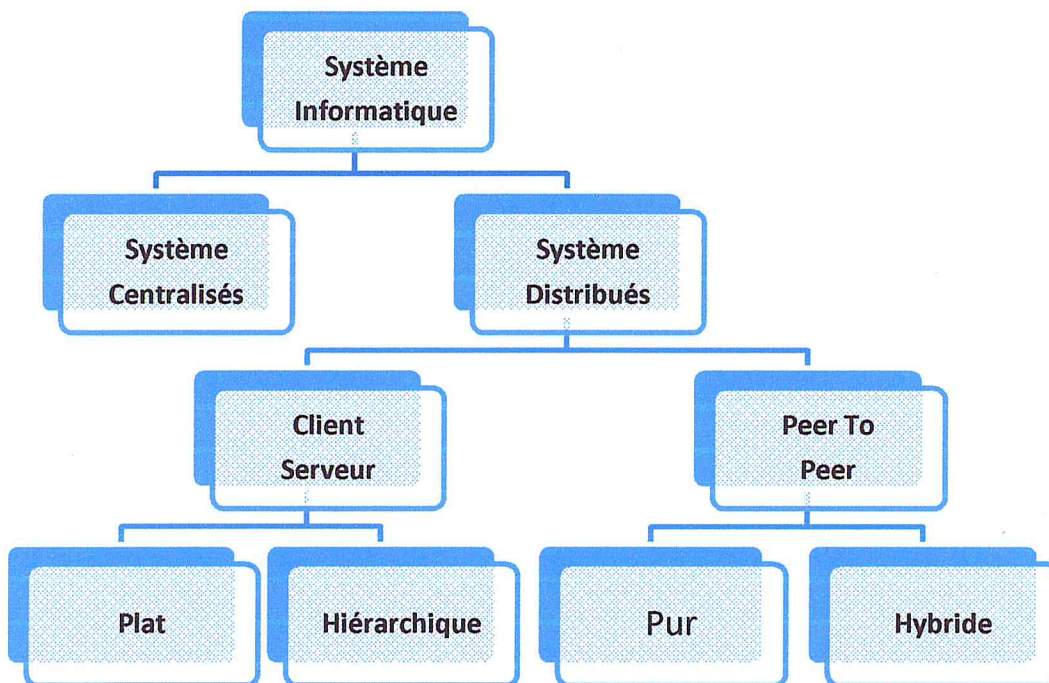 Système
Informatique
Système
Centralisés
Système
Distribués
Client
Serveur
Peer To
Peer
Plat
Hiérarchique
Pur
Hybride